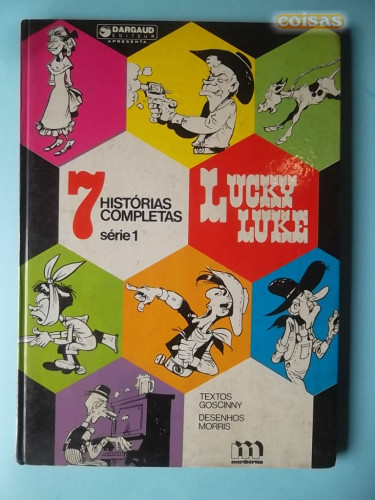 coisas
DARGAUD
EDITEUR
APRESENTA
7 HISTÓRIAS
COMPLETAS
série 1
LUCKY
LUKE
TEXTOS
GOSCINNY
DESENHOS
MORRIS
m
meribérica